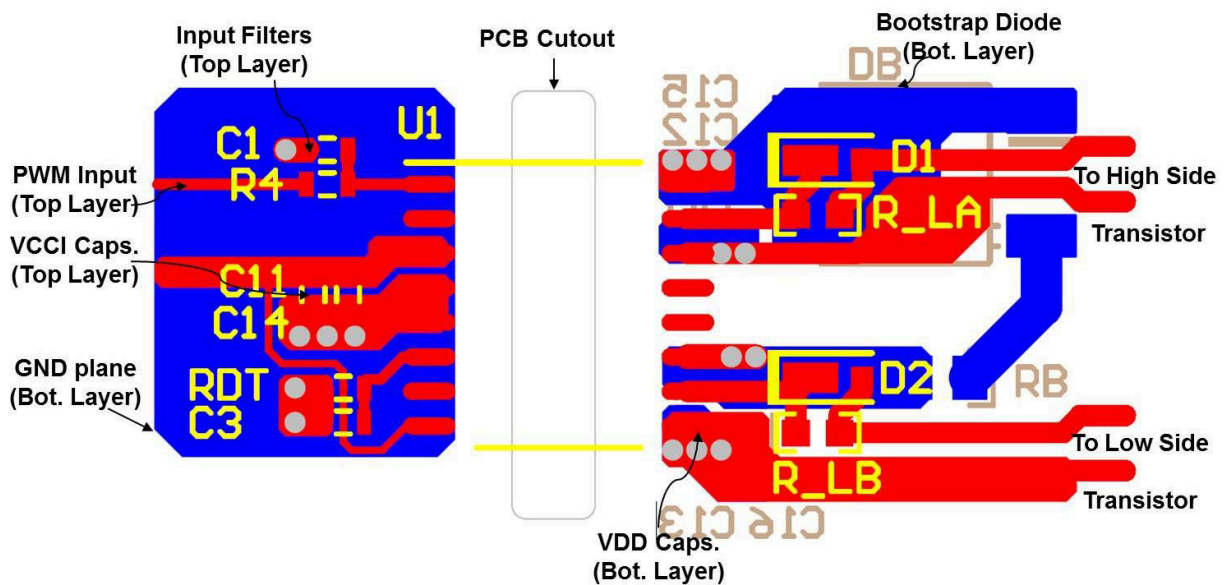 Input Filters
(Top Layer)
PCB Cutout
Bootstrap Diode
(Bot. Layer)
DB
C15
C12
U1
C1
D1
PWM Input
(Top Layer)
R4
To High Side
R_LA
Transistor
VCCI Caps.
(Top Layer)
C11
C14
GND plane
(Bot. Layer)
RDT
C3
D2
RB
To Low Side
R_LB
Transistor
C13 C16
VDD Caps.
(Bot. Layer)